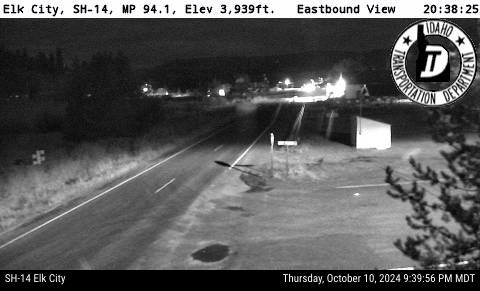 Elk City, SH-14, MP 94.1, Elev 3,939ft. Eastbound View 20:38:25
IDAHO
TRANSPORTATION DEPARTMENT
SH-14 Elk City Thursday, October 10, 2024 9:39:56 PM MDT